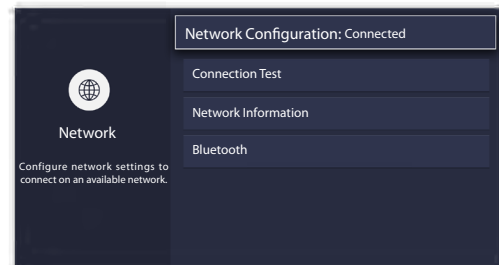 Network Configuration: Connected
Connection Test
Network Information
Bluetooth
Network
Configure network settings to
connect on an available network.